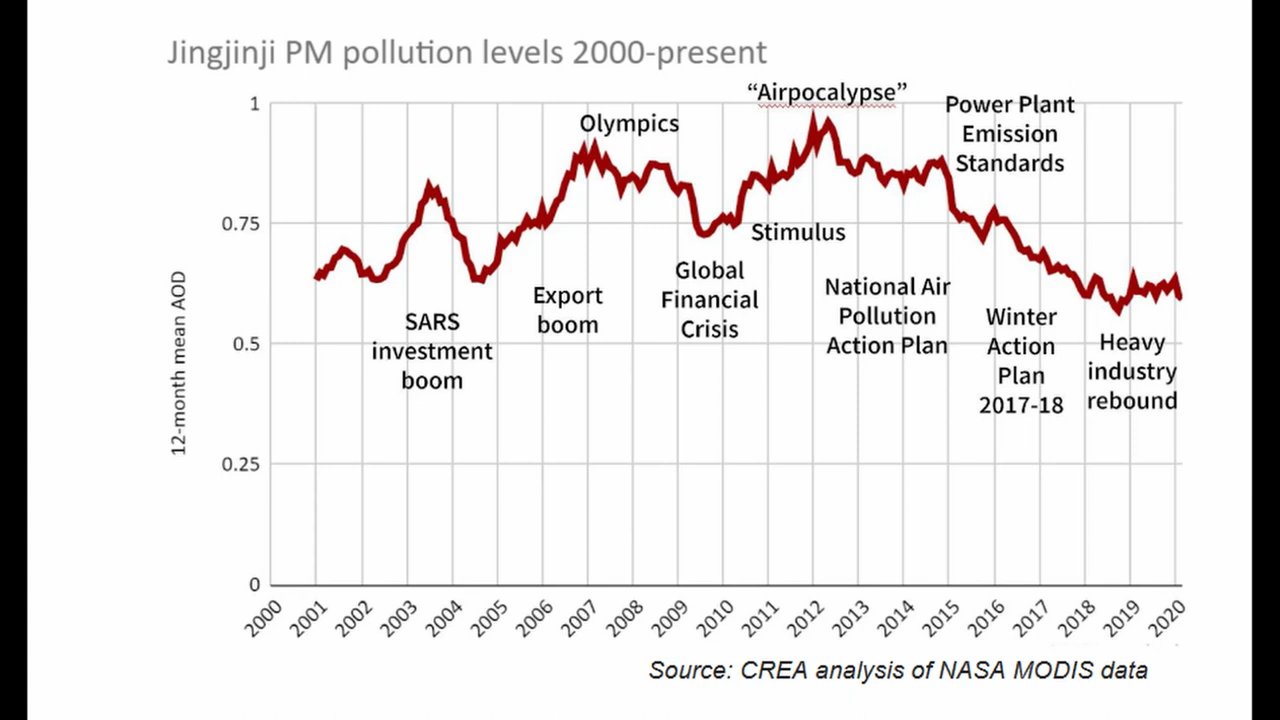 Jingjinji PM pollution levels 2000-present
“Airpocalypse”
Olympics
Power Plant
Emission
Standards
Stimulus
Global
Financial
Crisis
Export
boom
SARS
investment
boom
National Air
Pollution
Action Plan
Winter
Action
Plan
2017-18
Heavy
industry
rebound
12-month mean AOD
1
0.75
0.5
0.25
0
2000
2001
2002
2003
2004
2005
2006
2007
2008
2009
2010
2011
2012
2013
2014
2015
2016
2017
2018
2019
2020
Source: CREA analysis of NASA MODIS data